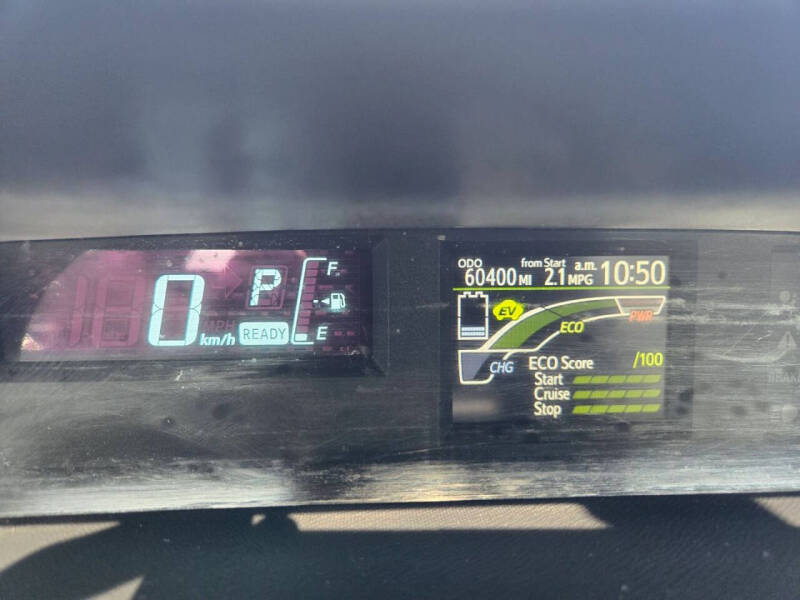 0 km/h
MPH
P
READY
F
E
ODO from Start a.m.
60400 MI 2.1 MPG 10:50
EV
ECO
PWR
CHG
ECO Score /100
Start
Cruise
Stop